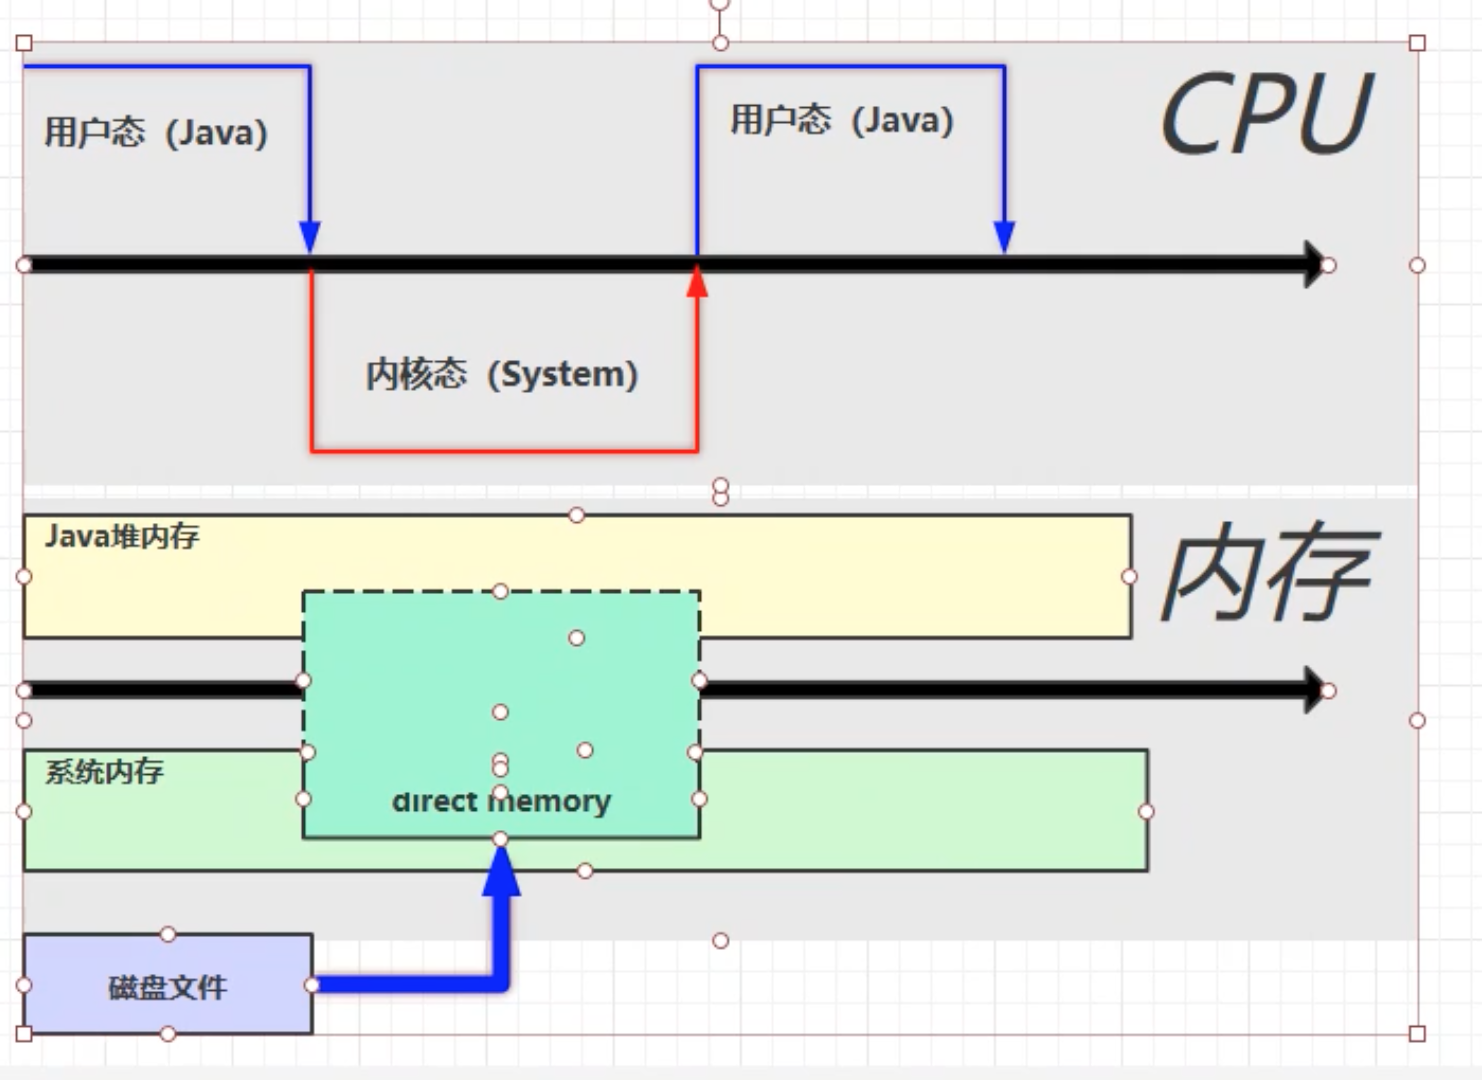 CPU
用户态（Java）
用户态（Java）
内核态（System）
Java堆内存
内存
系统内存
direct memory
磁盘文件